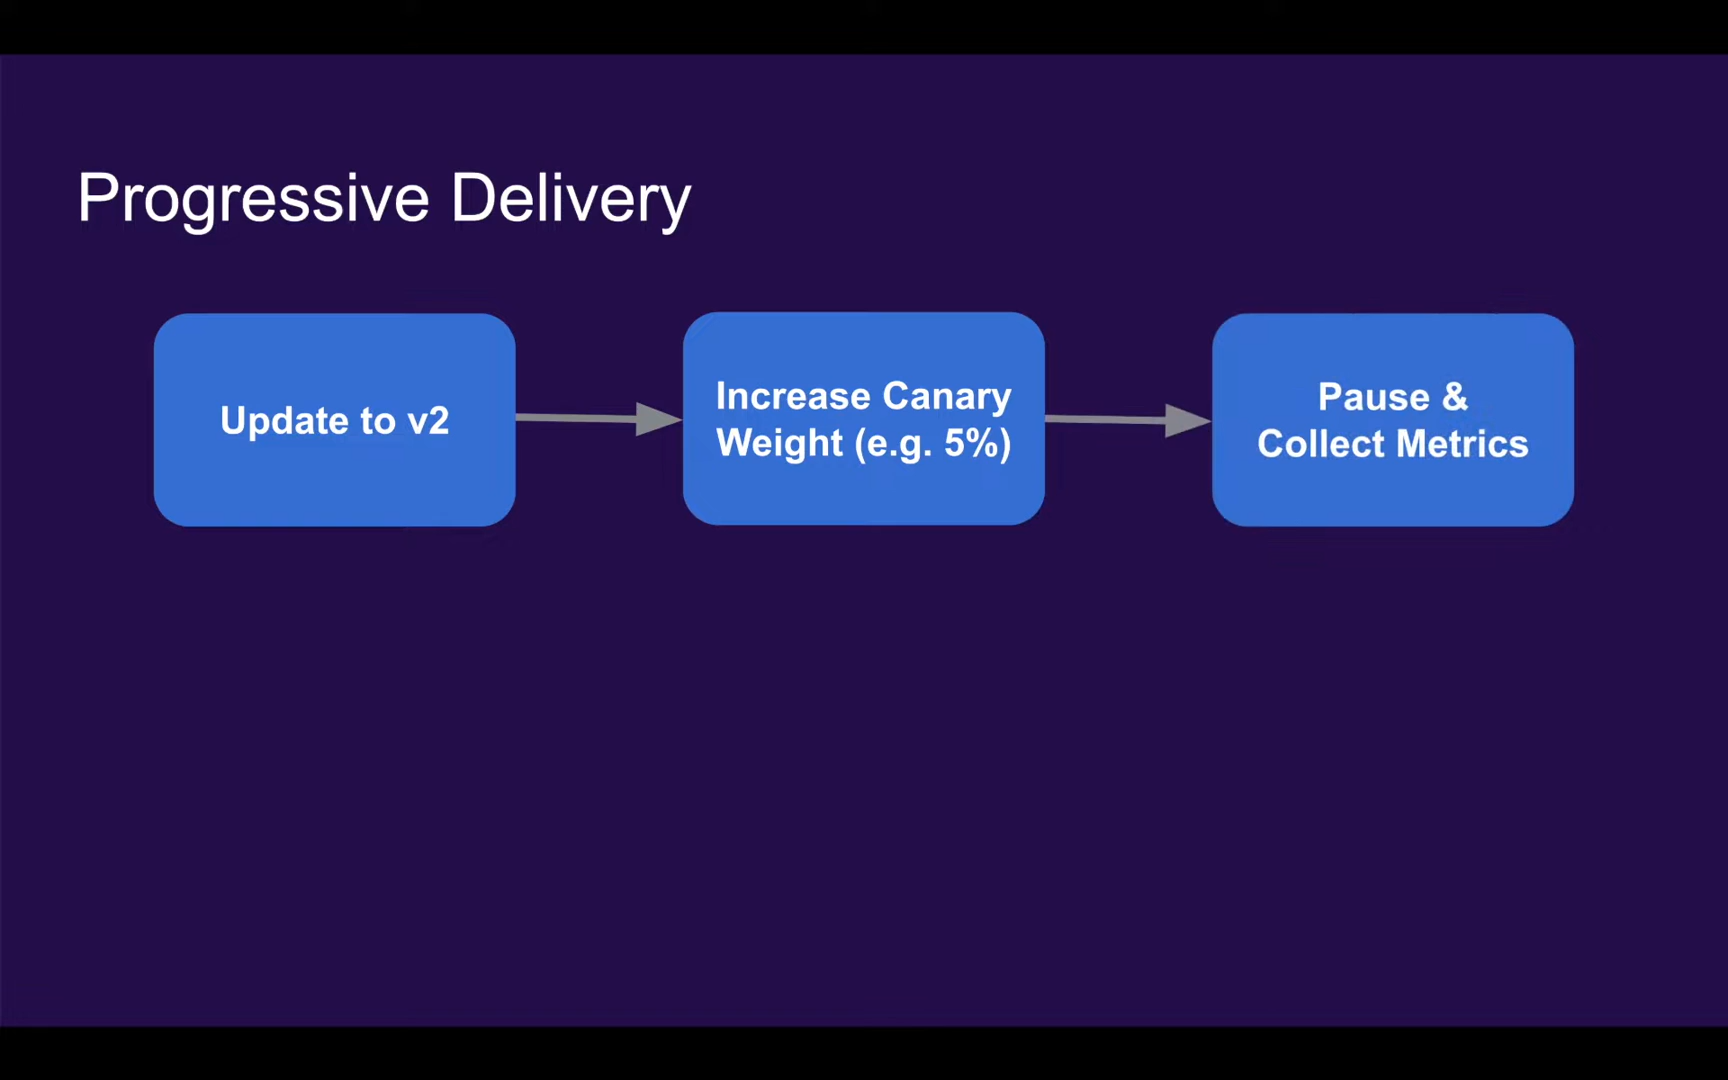 Progressive Delivery
Update to v2
Increase Canary
Weight (e.g. 5%)
Pause &
Collect Metrics